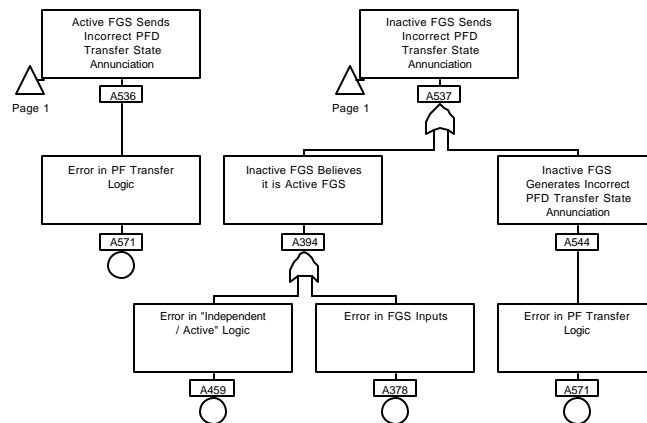 Active FGS Sends
Incorrect PFD
Transfer State
Annunciation
Page 1
A536
Error in PF Transfer
Logic
A571
Inactive FGS Sends
Incorrect PFD
Transfer State
Annunciation
Page 1
A537
Inactive FGS Believes
it is Active FGS
A394
Inactive FGS
Generates Incorrect
PFD Transfer State
Annunciation
A544
Error in "Independent
/ Active" Logic
A459
Error in FGS Inputs
A378
Error in PF Transfer
Logic
A571